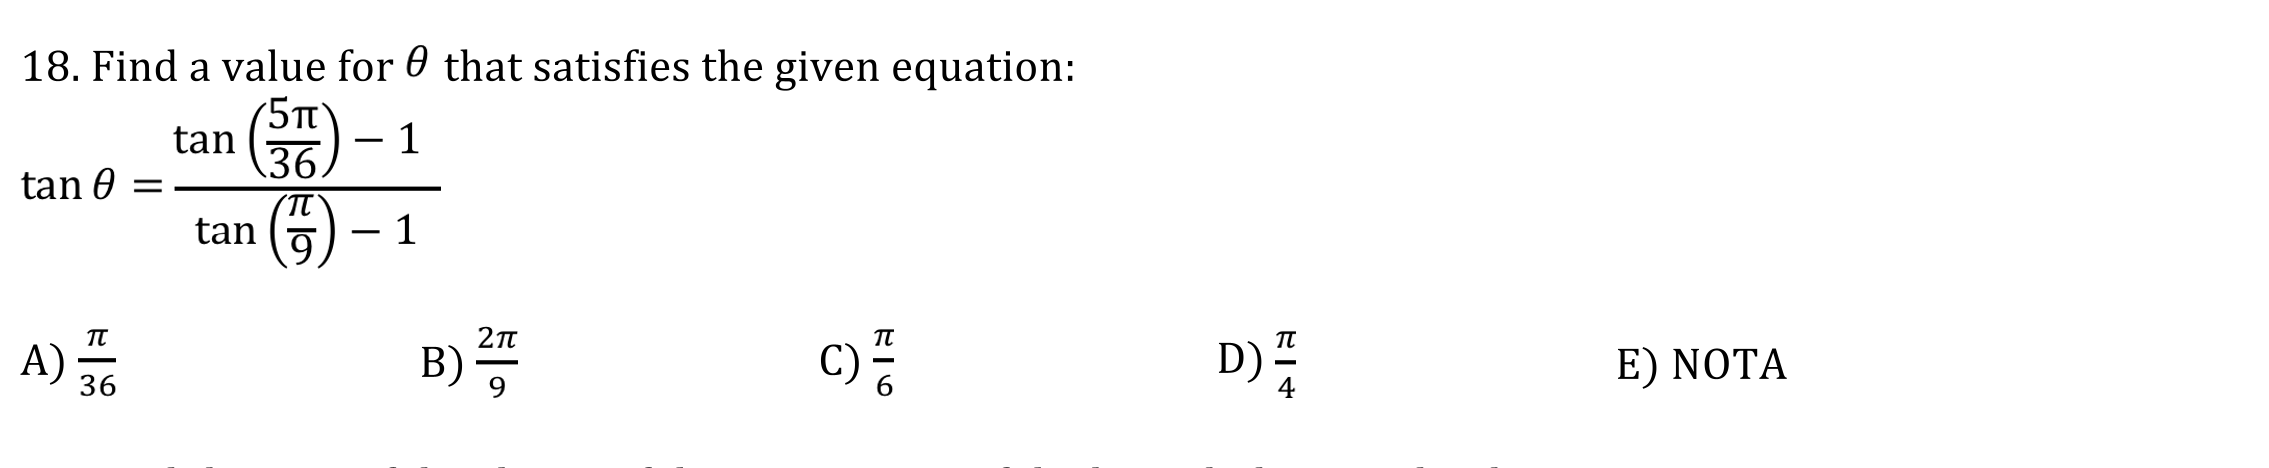 18. Find a value for θ that satisfies the given equation:
tan θ = (tan(5π/36) − 1)/(tan(π/9) − 1)
A) π/36 B) 2π/9 C) π/6 D) π/4 E) NOTA